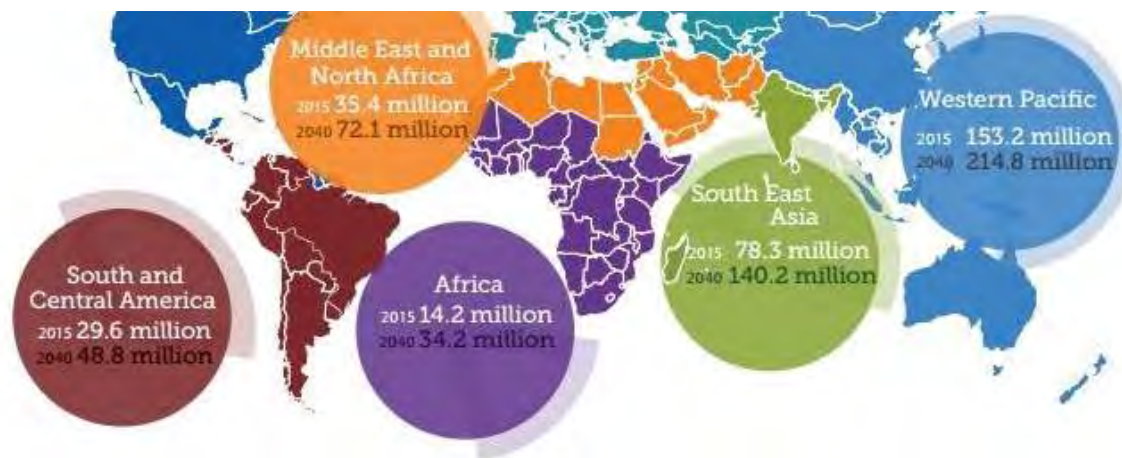 Middle East and
North Africa
2015 35.4 million
2040 72.1 million
Western Pacific
2015 153.2 million
2040 214.8 million
South East
Asia
2015 78.3 million
2040 140.2 million
South and
Central America
2015 29.6 million
2040 48.8 million
Africa
2015 14.2 million
2040 34.2 million